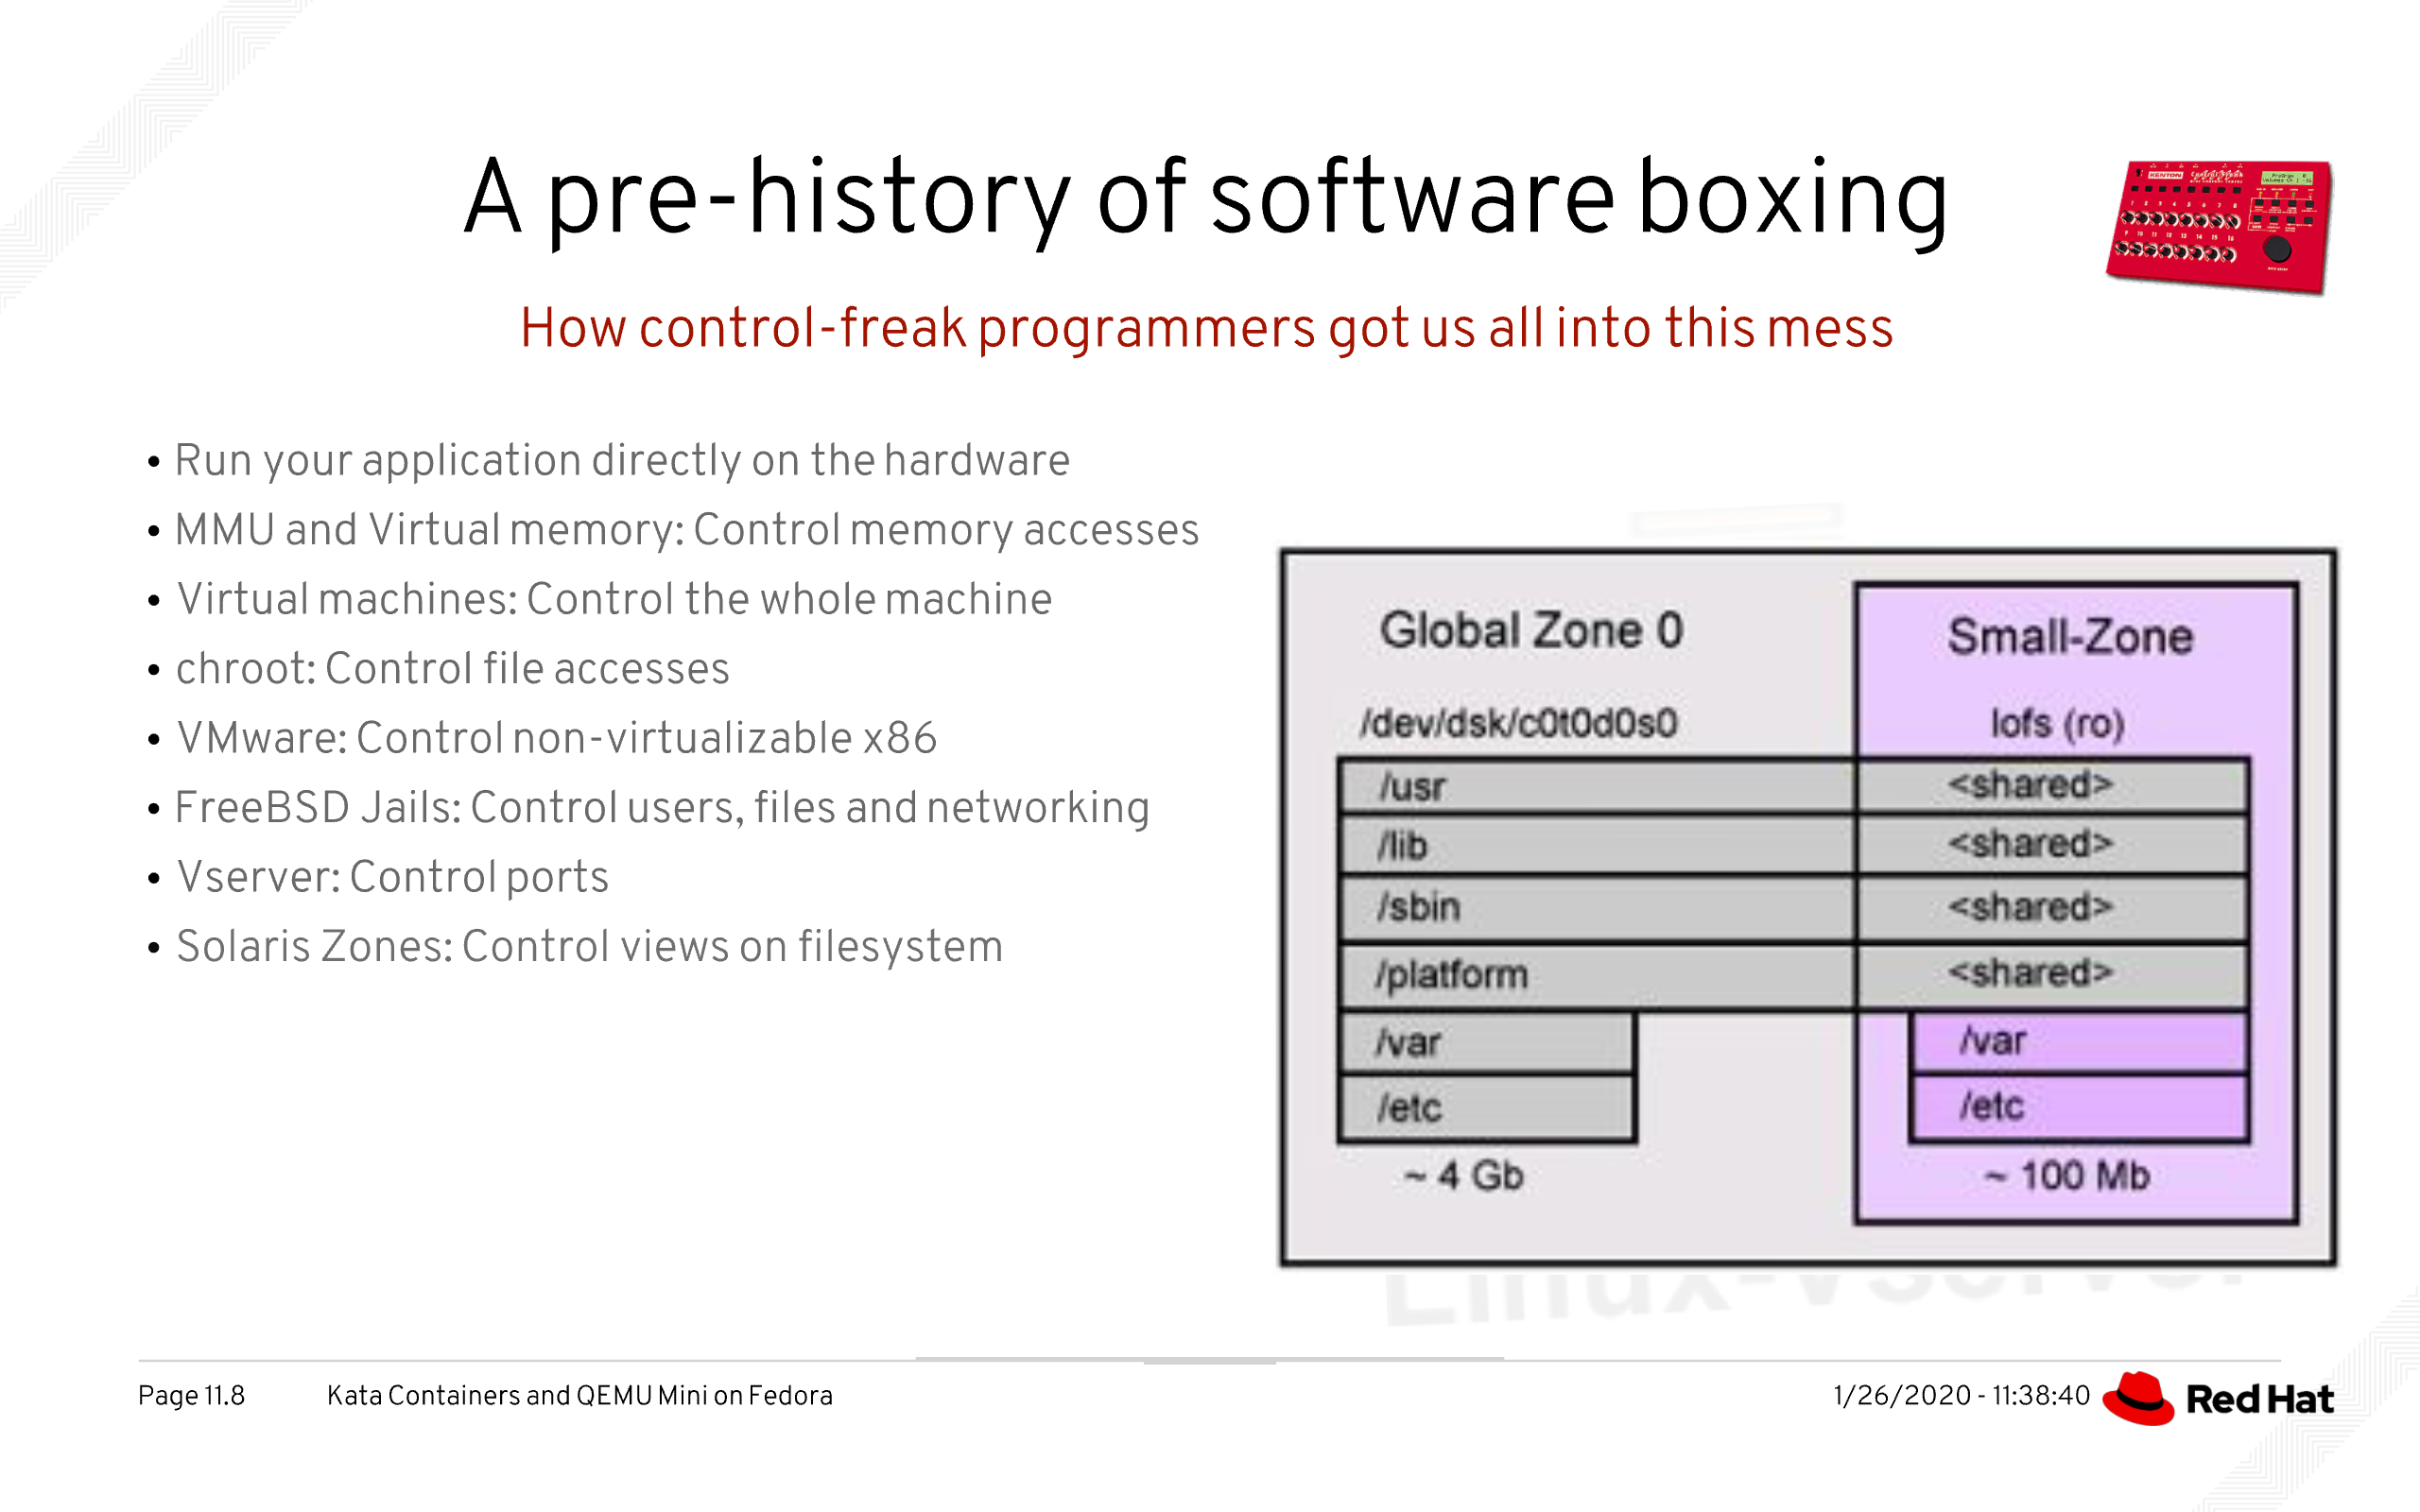 A pre-history of software boxing
How control-freak programmers got us all into this mess
KENTON
• Run your application directly on the hardware
• MMU and Virtual memory: Control memory accesses
• Virtual machines: Control the whole machine
• chroot: Control file accesses
• VMware: Control non-virtualizable x86
• FreeBSD Jails: Control users, files and networking
• Vserver: Control ports
• Solaris Zones: Control views on filesystem
Global Zone 0 Small-Zone
/dev/dsk/c0t0d0s0 lofs (ro)
/usr <shared>
/lib <shared>
/sbin <shared>
/platform <shared>
/var /var
/etc /etc
~ 4 Gb ~ 100 Mb
Linux-Vserver
Page 11.8 Kata Containers and QEMU Mini on Fedora 1/26/2020 - 11:38:40 Red Hat